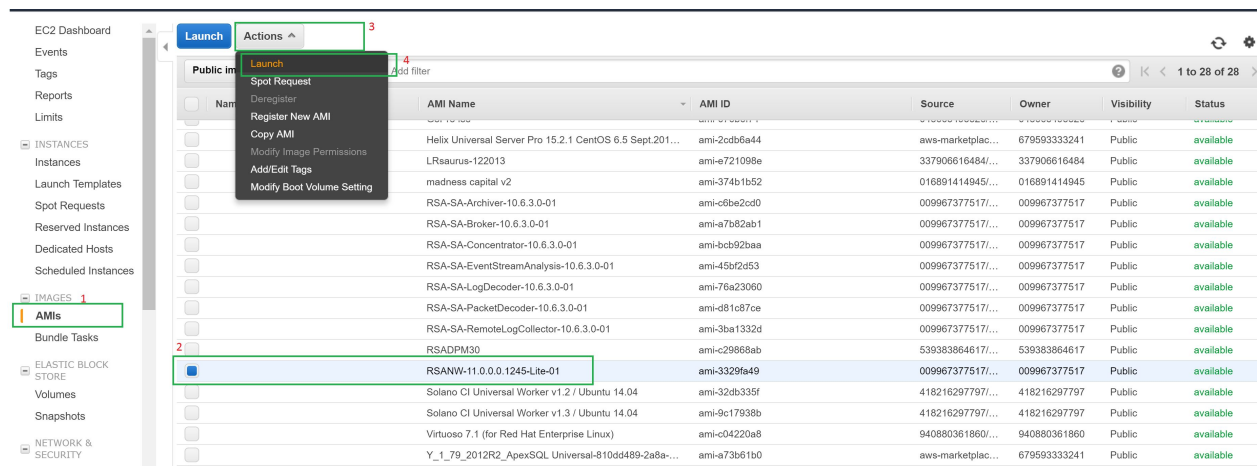 EC2 Dashboard
Events
Tags
Reports
Limits
INSTANCES
Instances
Launch Templates
Spot Requests
Reserved Instances
Dedicated Hosts
Scheduled Instances
IMAGES 1
AMIs
Bundle Tasks
ELASTIC BLOCK
STORE
Volumes
Snapshots
NETWORK &
SECURITY
Launch Actions 3
Launch 4
Spot Request
Deregister
Register New AMI
Copy AMI
Modify Image Permissions
Add/Edit Tags
Modify Boot Volume Setting
Public im Add filter 1 to 28 of 28
Nam AMI Name AMI ID Source Owner Visibility Status
Helix Universal Server Pro 15.2.1 CentOS 6.5 Sept.201... ami-2cdb6a44 aws-marketplac... 679593333241 Public available
LRsaurus-122013 ami-e721098e 337906616484/... 337906616484 Public available
madness capital v2 ami-374b1b52 016891414945/... 016891414945 Public available
RSA-SA-Archiver-10.6.3.0-01 ami-c6be2cd0 009967377517/... 009967377517 Public available
RSA-SA-Broker-10.6.3.0-01 ami-a7b82ab1 009967377517/... 009967377517 Public available
RSA-SA-Concentrator-10.6.3.0-01 ami-bcb92baa 009967377517/... 009967377517 Public available
RSA-SA-EventStreamAnalysis-10.6.3.0-01 ami-45bf2d53 009967377517/... 009967377517 Public available
RSA-SA-LogDecoder-10.6.3.0-01 ami-76a23060 009967377517/... 009967377517 Public available
RSA-SA-PacketDecoder-10.6.3.0-01 ami-d81c87ce 009967377517/... 009967377517 Public available
RSA-SA-RemoteLogCollector-10.6.3.0-01 ami-3ba1332d 009967377517/... 009967377517 Public available
2 RSADPM30 ami-c29868ab 539383864617/... 539383864617 Public available
RSANW-11.0.0.0.1245-Lite-01 ami-3329fa49 009967377517/... 009967377517 Public available
Solano CI Universal Worker v1.2 / Ubuntu 14.04 ami-32db335f 418216297797/... 418216297797 Public available
Solano CI Universal Worker v1.3 / Ubuntu 14.04 ami-9c17938b 418216297797/... 418216297797 Public available
Virtuoso 7.1 (for Red Hat Enterprise Linux) ami-c04220a8 940880361860/... 940880361860 Public available
Y_1_79_2012R2_ApexSQL Universal-810dd489-2a8a-... ami-a73b61b0 aws-marketplac... 679593333241 Public available